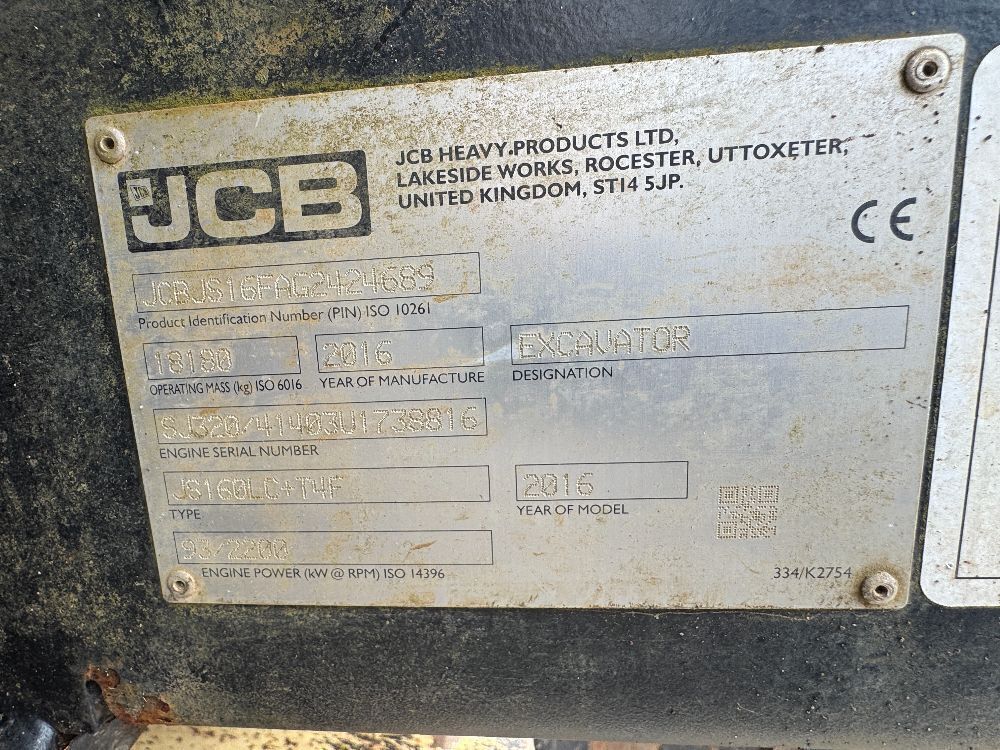 JCB
JCB HEAVY PRODUCTS LTD,
LAKESIDE WORKS, ROCESTER, UTTOXETER,
UNITED KINGDOM, ST14 5JP.
CE
JCBJS16FAG2424689
Product Identification Number (PIN) ISO 10261
18180
2016
EXCAVATOR
OPERATING MASS (kg) ISO 6016
YEAR OF MANUFACTURE
DESIGNATION
SJ320/41403U1738816
ENGINE SERIAL NUMBER
JS160LC+T4F
2016
TYPE
YEAR OF MODEL
93/2200
ENGINE POWER (kW @ RPM) ISO 14396
334/K2754